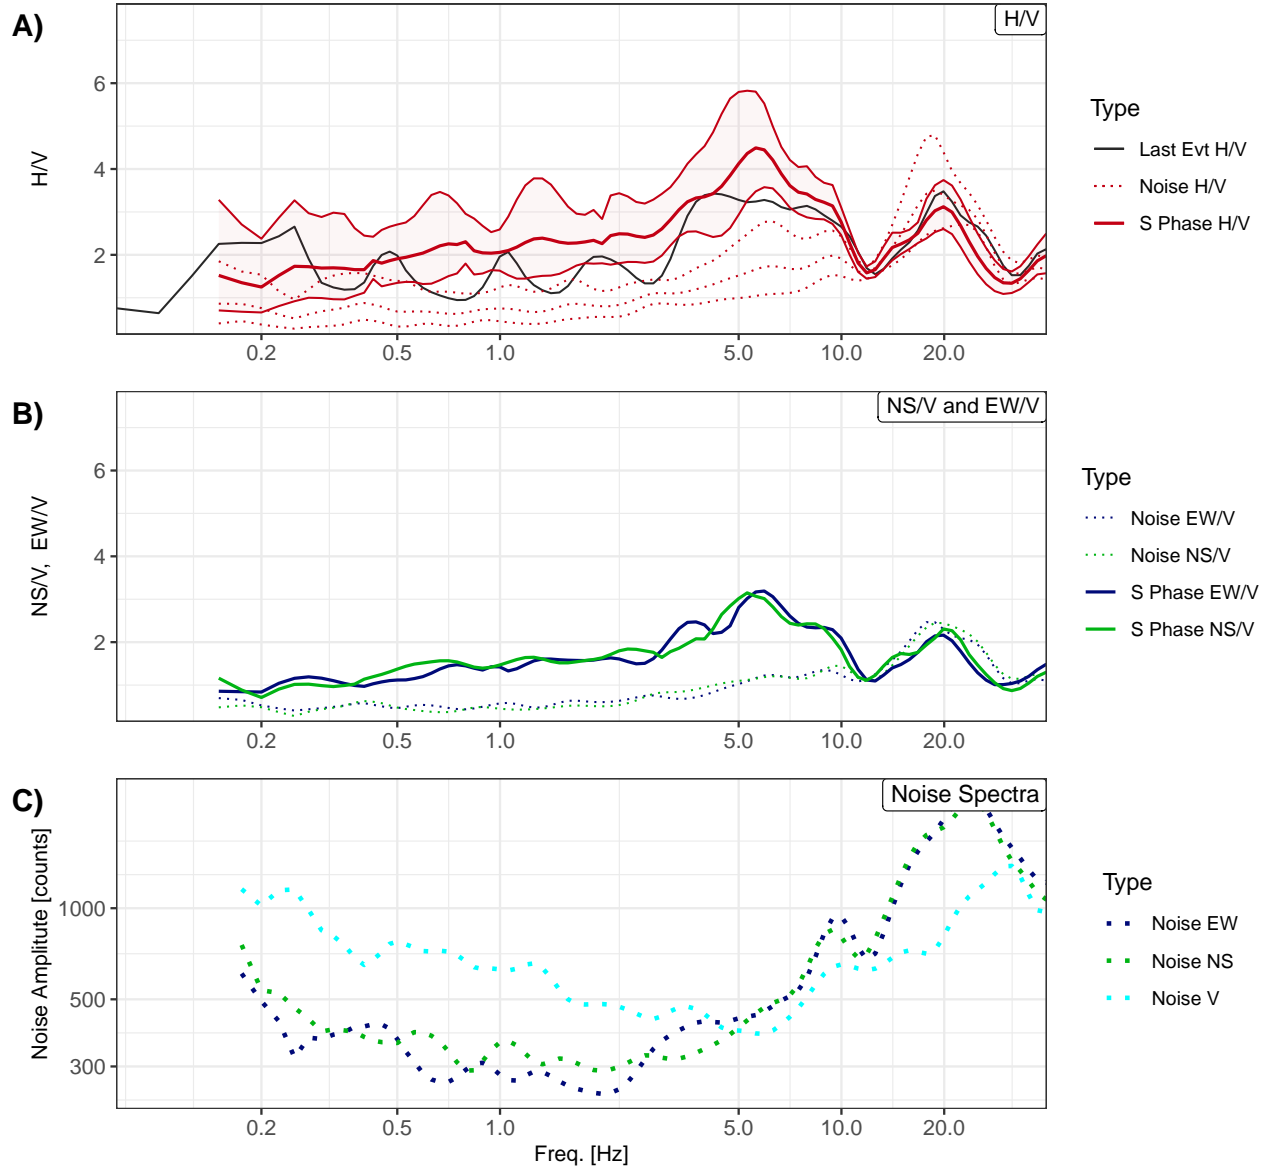 A)
H/V
6
4
2
H/V
0.2 0.5 1.0 5.0 10.0 20.0
Type
Last Evt H/V
Noise H/V
S Phase H/V
B)
NS/V and EW/V
6
4
2
NS/V, EW/V
0.2 0.5 1.0 5.0 10.0 20.0
Type
Noise EW/V
Noise NS/V
S Phase EW/V
S Phase NS/V
C)
Noise Spectra
1000
500
300
Noise Amplitute [counts]
0.2 0.5 1.0 5.0 10.0 20.0
Freq. [Hz]
Type
Noise EW
Noise NS
Noise V